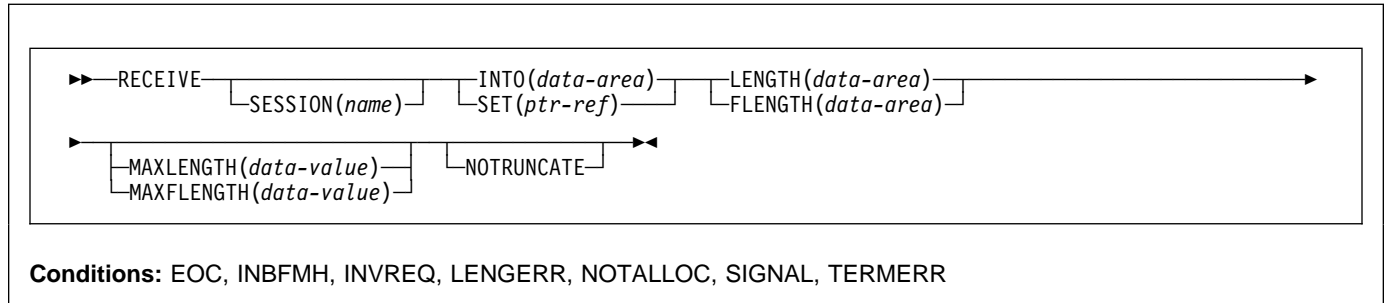 RECEIVE INTO(data-area) LENGTH(data-area)
SESSION(name) SET(ptr-ref) FLENGTH(data-area)
MAXLENGTH(data-value) NOTRUNCATE
MAXFLENGTH(data-value)
Conditions: EOC, INBFMH, INVREQ, LENGERR, NOTALLOC, SIGNAL, TERMERR